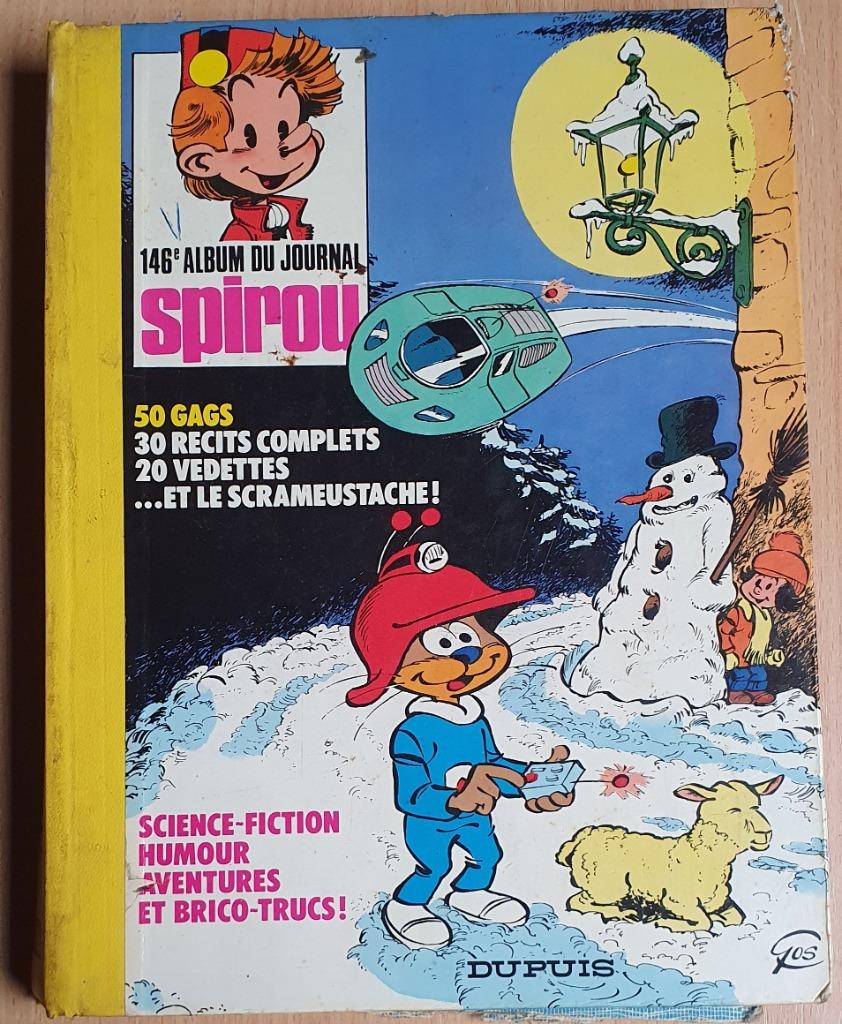 146e ALBUM DU JOURNAL
spirou
50 GAGS
30 RECITS COMPLETS
20 VEDETTES
...ET LE SCRAMEUSTACHE!
SCIENCE-FICTION
HUMOUR
AVENTURES
ET BRICO-TRUCS!
DUPUIS
Gos